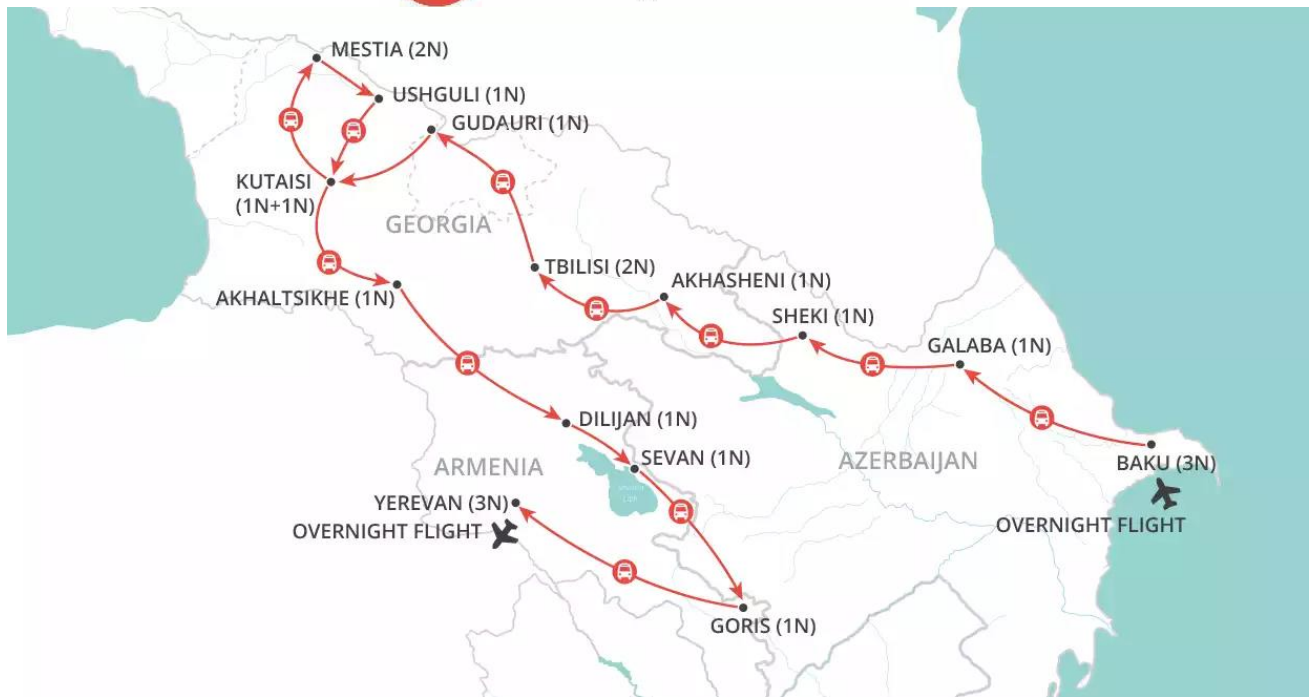 MESTIA (2N)
USHGULI (1N)
GUDAURI (1N)
KUTAISI
(1N+1N)
GEORGIA
TBILISI (2N)
AKHASHENI (1N)
AKHALTSIKHE (1N)
SHEKI (1N)
GALABA (1N)
DILIJAN (1N)
SEVAN (1N)
ARMENIA
AZERBAIJAN
BAKU (3N)
YEREVAN (3N)
OVERNIGHT FLIGHT
OVERNIGHT FLIGHT
GORIS (1N)